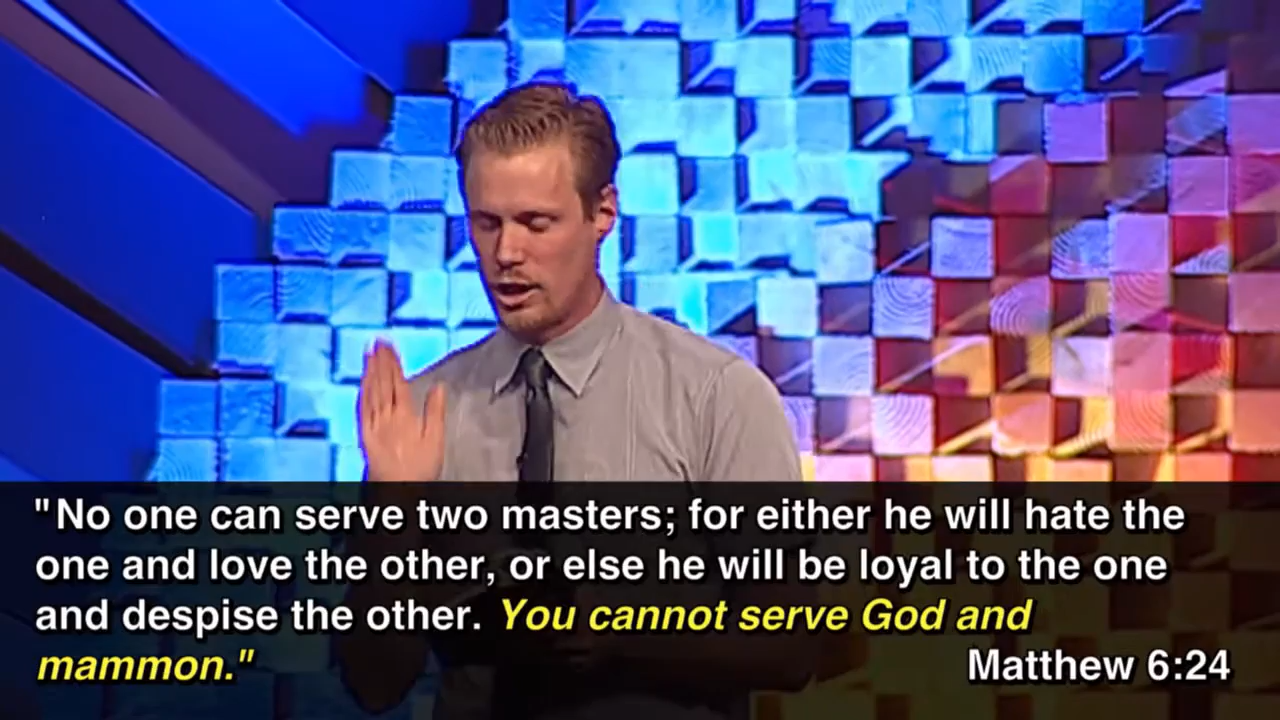 "No one can serve two masters; for either he will hate the
one and love the other, or else he will be loyal to the one
and despise the other. You cannot serve God and
mammon."
Matthew 6:24